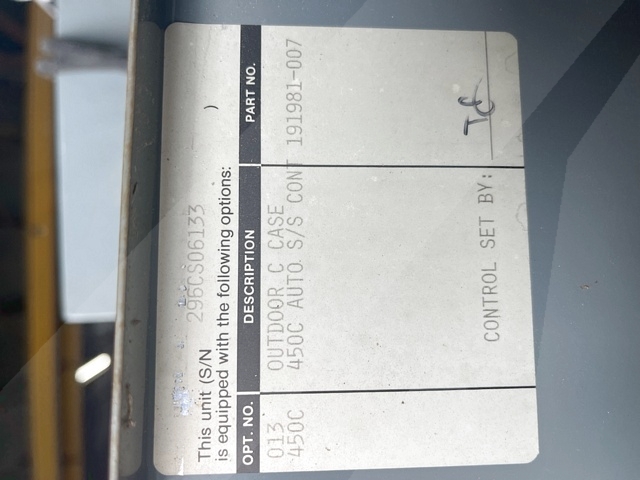 This unit (S/N 296CS06133 )
is equipped with the following options:
OPT. NO. DESCRIPTION PART NO.
013 OUTDOOR C CASE
450C 450C AUTO S/S CONT 191981-007
CONTROL SET BY: